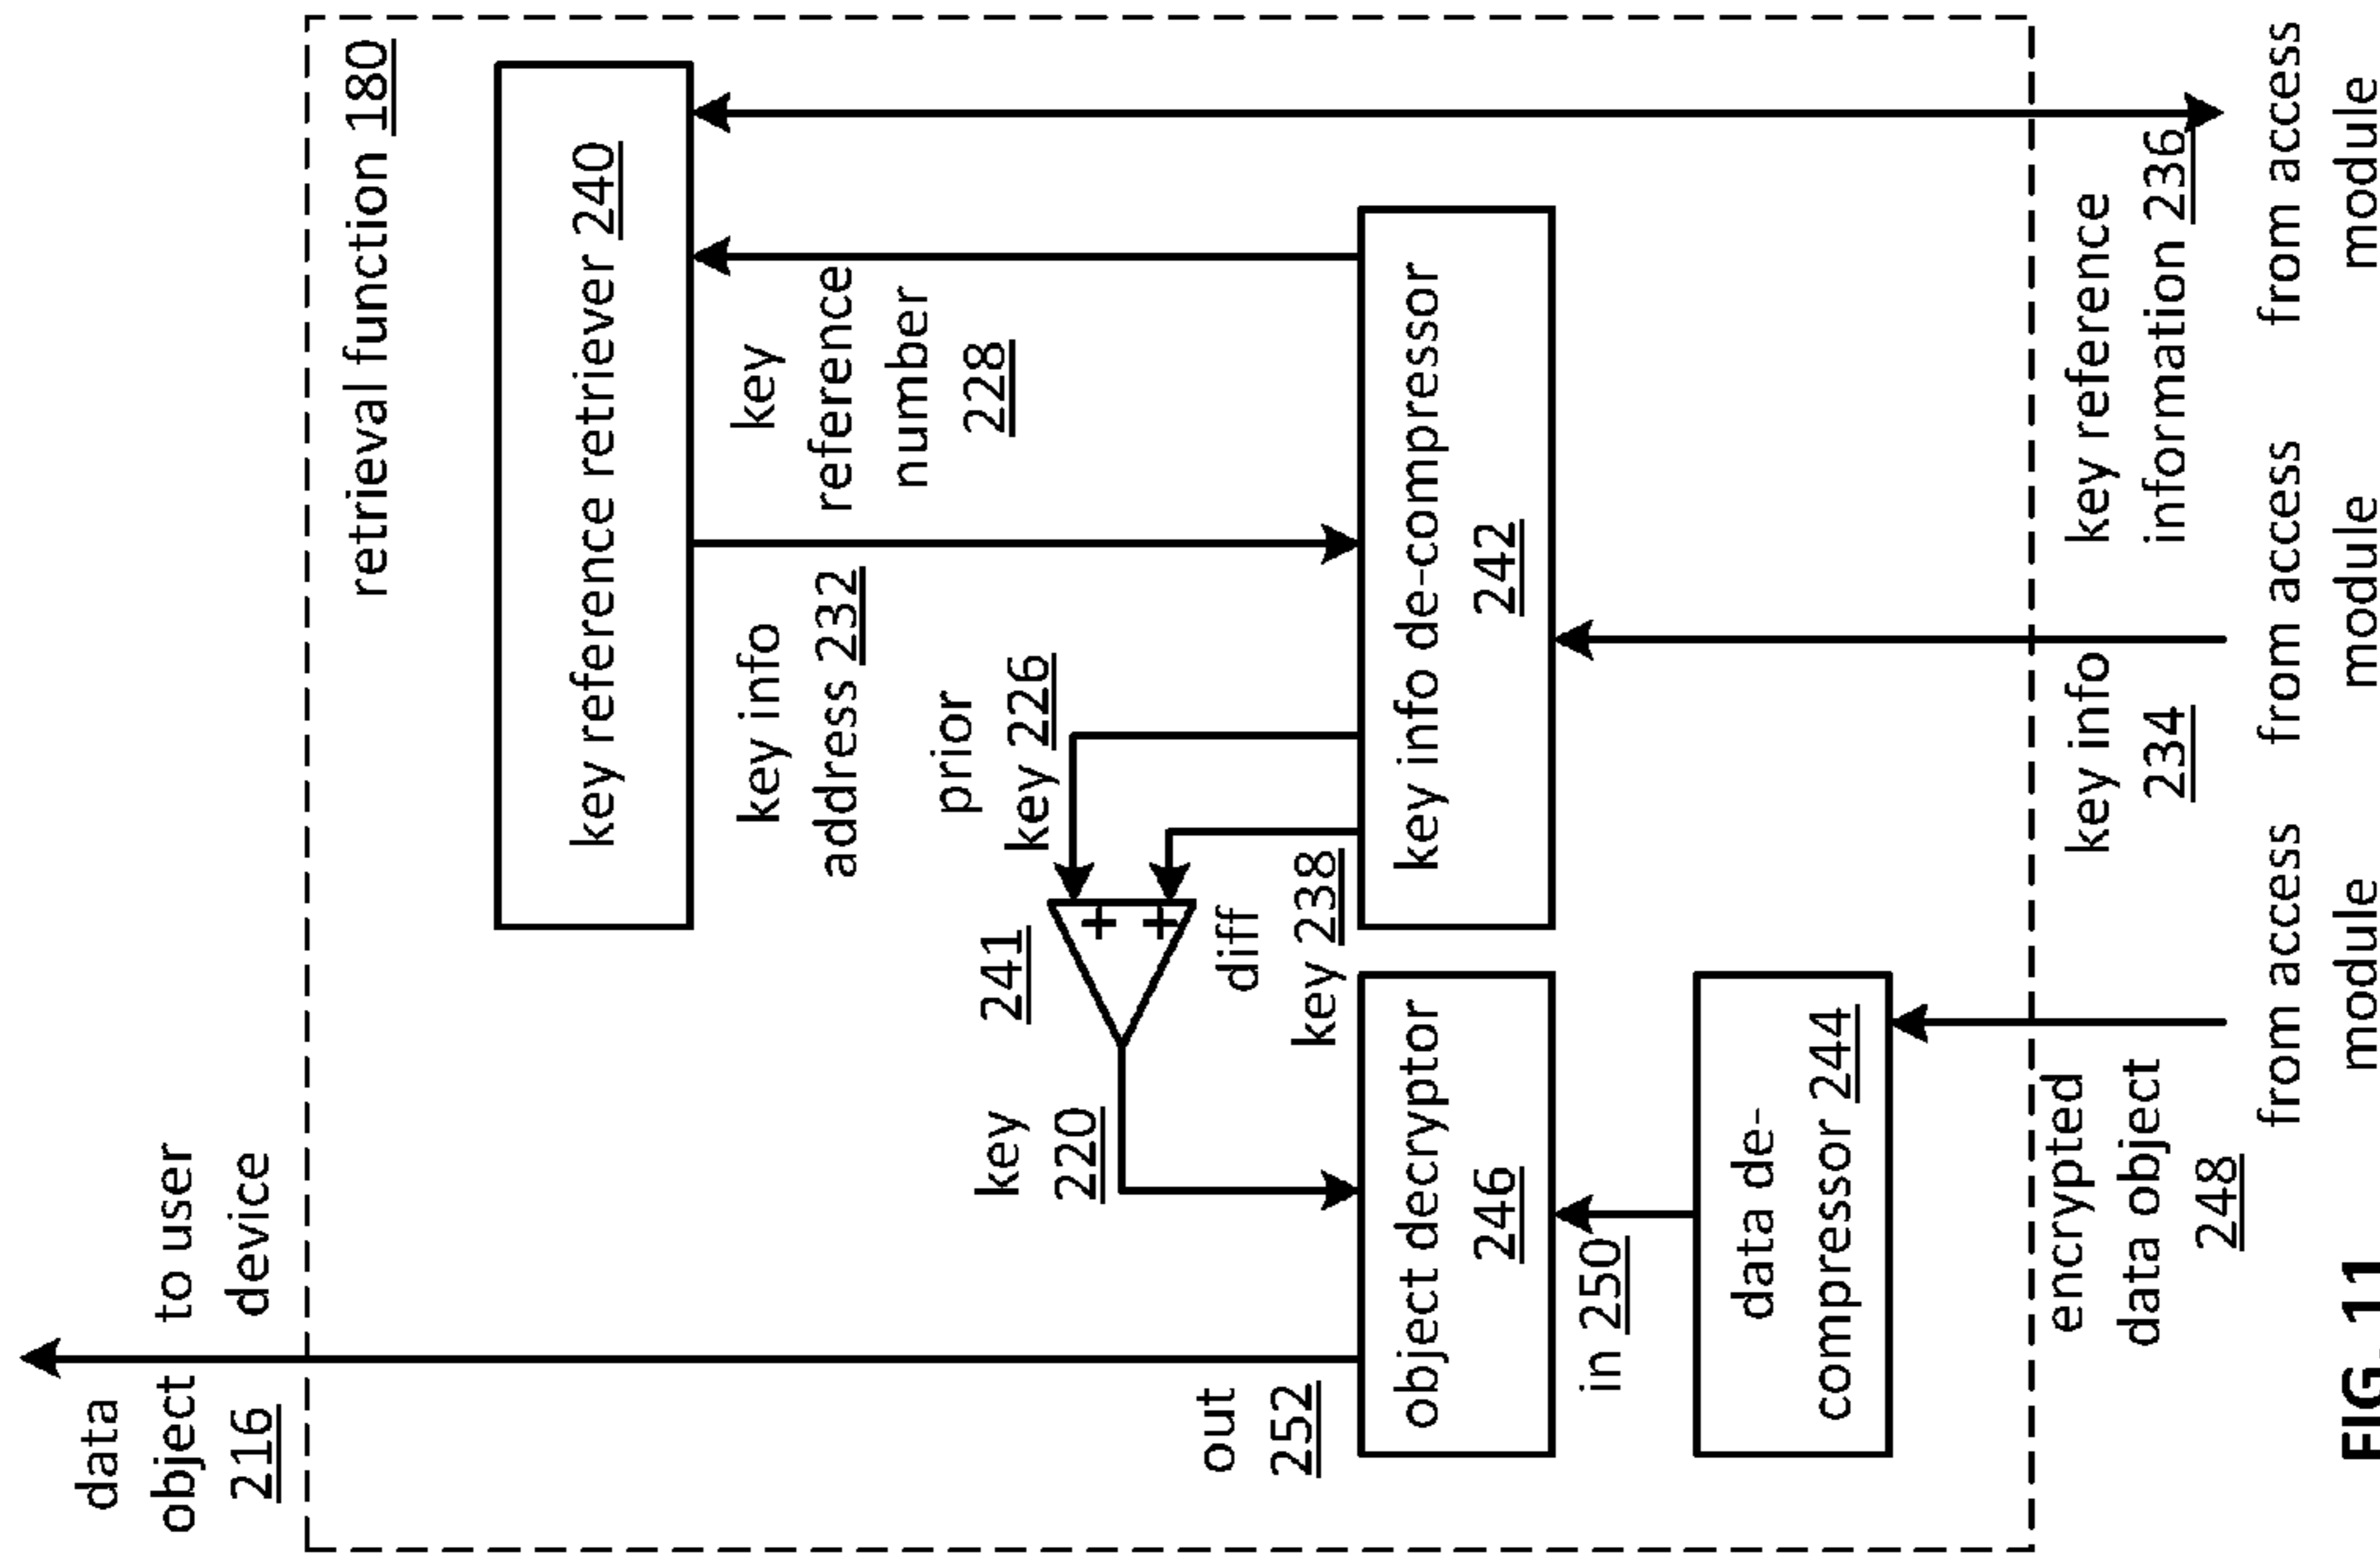 data
object
216
to user
device
retrieval function 180
key reference retriever 240
key info
address 232
key
reference
number
228
prior
key 226
241
key
220
diff
key 238
out
252
object decryptor
246
key info de-compressor
242
in 250
data de-
compressor 244
encrypted
data object
248
key info
234
key reference
information 236
from access
module
from access
module
from access
module
FIG. 11